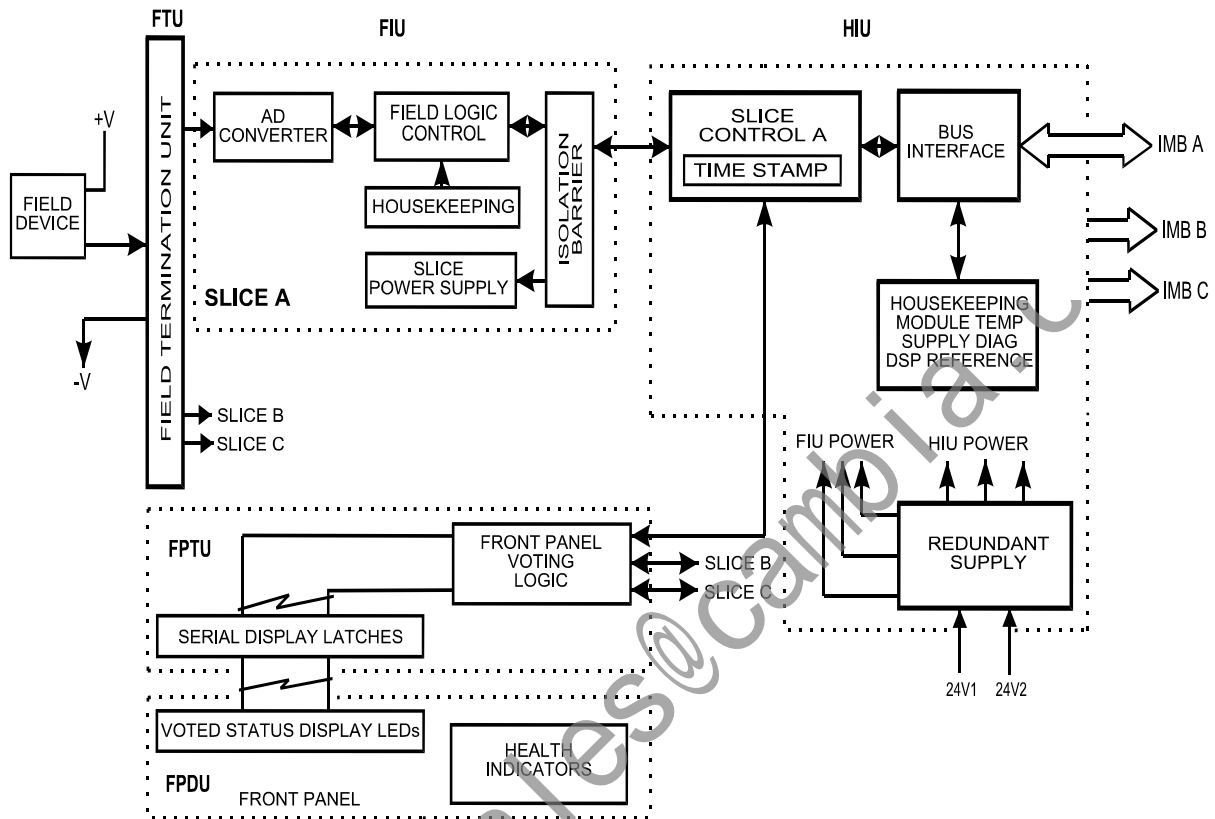 FTU
FIU
HIU
FIELD TERMINATION UNIT
+V
FIELD
DEVICE
-V
AD
CONVERTER
FIELD LOGIC
CONTROL
HOUSEKEEPING
SLICE
POWER SUPPLY
ISOLATION
BARRIER
SLICE A
SLICE
CONTROL A
TIME STAMP
BUS
INTERFACE
IMB A
IMB B
IMB C
HOUSEKEEPING
MODULE TEMP
SUPPLY DIAG
DSP REFERENCE
SLICE B
SLICE C
FIU POWER
HIU POWER
REDUNDANT
SUPPLY
24V1
24V2
FPTU
FRONT PANEL
VOTING
LOGIC
SLICE B
SLICE C
SERIAL DISPLAY LATCHES
VOTED STATUS DISPLAY LEDs
HEALTH
INDICATORS
FPDU
FRONT PANEL
les@cambia.c